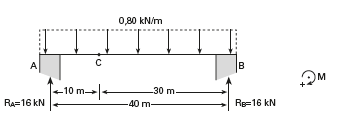 0,80 kN/m
A
C
B
M
+
10 m
30 m
40 m
RA=16 kN
RB=16 kN